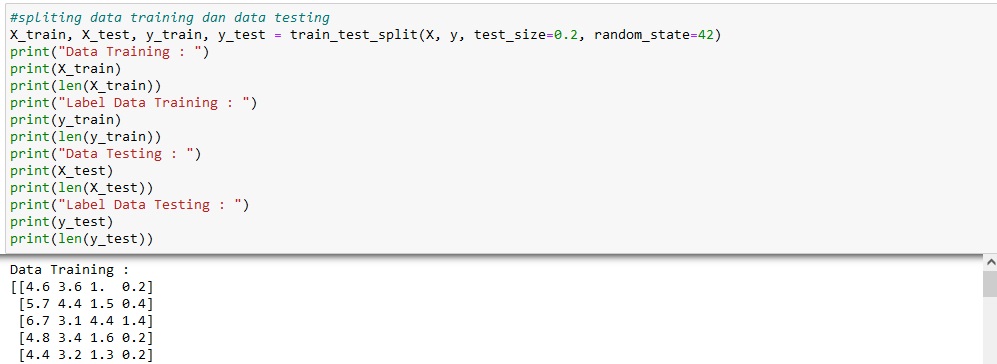 #spliting data training dan data testing
X_train, X_test, y_train, y_test = train_test_split(X, y, test_size=0.2, random_state=42)
print("Data Training : ")
print(X_train)
print(len(X_train))
print("Label Data Training : ")
print(y_train)
print(len(y_train))
print("Data Testing : ")
print(X_test)
print(len(X_test))
print("Label Data Testing : ")
print(y_test)
print(len(y_test))
Data Training :
[[4.6 3.6 1.  0.2]
 [5.7 4.4 1.5 0.4]
 [6.7 3.1 4.4 1.4]
 [4.8 3.4 1.6 0.2]
 [4.4 3.2 1.3 0.2]